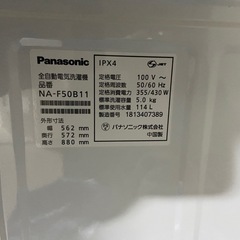 Panasonic
全自動電気洗濯機
品番
NA-F50B11
外形寸法
幅 562 mm
奥行 572 mm
高さ 880 mm
IPX4
JET
定格電圧 100 V～
定格周波数 50/60 Hz
定格消費電力 355/430 W
標準洗濯容量 5.0 kg
標準使用水量 114 L
製造番号 1813407389
パナソニック株式会社
中国製